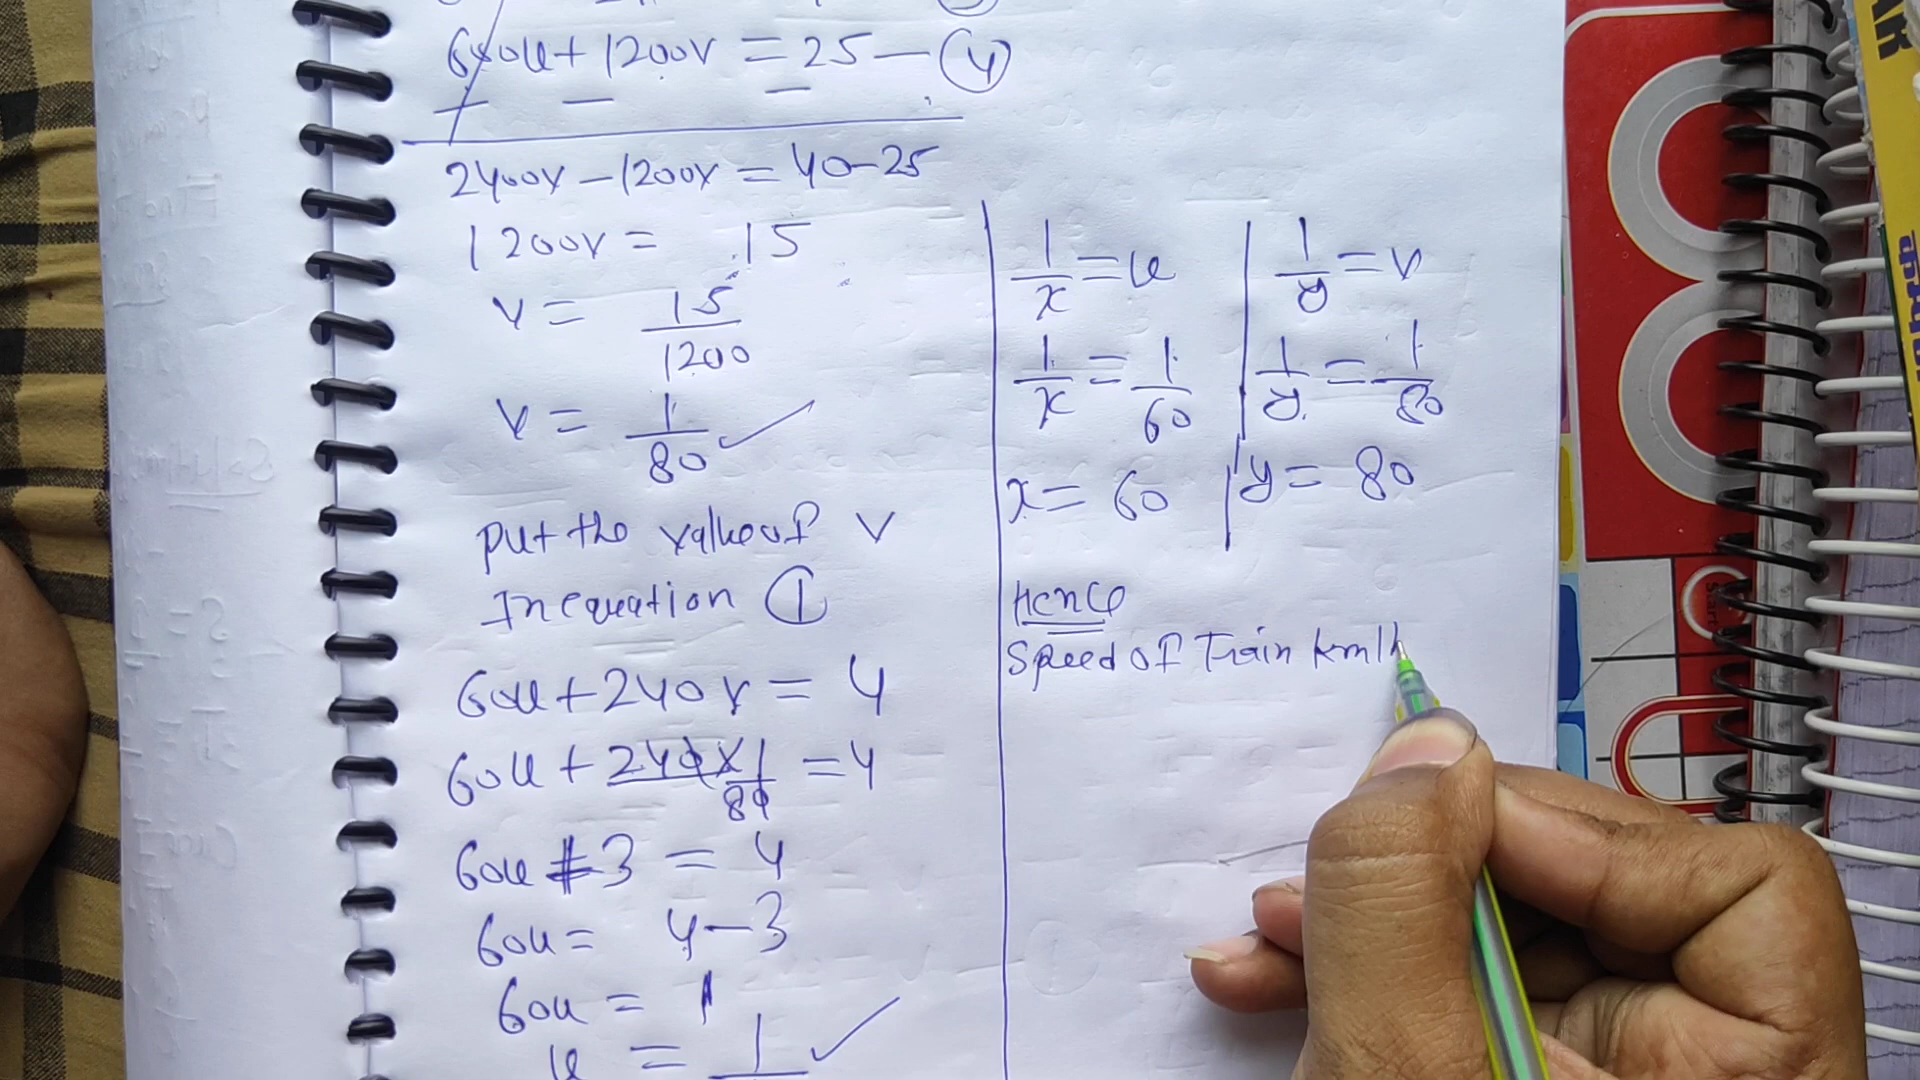 600u + 1200v = 25 — (4)
— — —
2400v - 1200v = 40 - 25
1200v = 15
v = 15/1200
v = 1/80 ✓
put the value of v
In equation (1)
60u + 240v = 4
60u + 240 × 1/80 = 4
60u + 3 = 4
60u = 4 - 3
60u = 1
u = 1 ✓
1/x = u
1/x = 1/60
x = 60
1/y = v
1/y = 1/80
y = 80
Hence
Speed of Train km/h